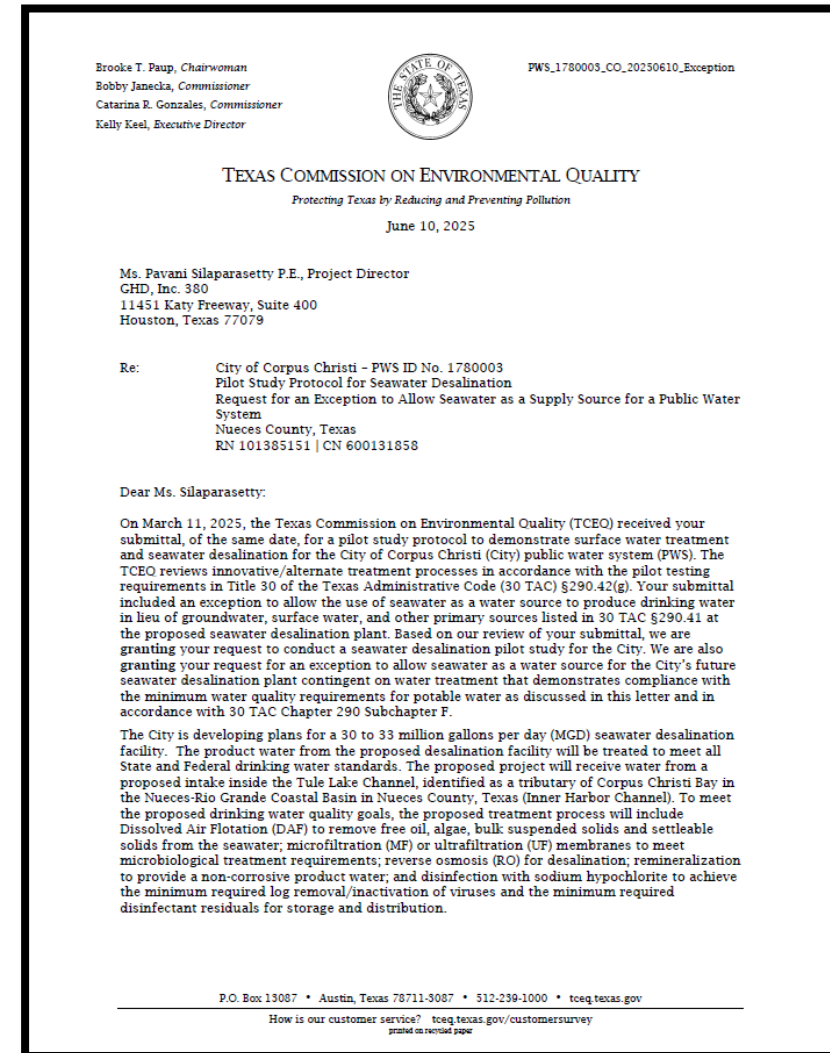 Brooke T. Paup, Chairwoman
Bobby Janecka, Commissioner
Catarina R. Gonzales, Commissioner
Kelly Keel, Executive Director
THE STATE OF TEXAS
PWS_1780003_CO_20250610_Exception
TEXAS COMMISSION ON ENVIRONMENTAL QUALITY
Protecting Texas by Reducing and Preventing Pollution
June 10, 2025
Ms. Pavani Silaparasetty P.E., Project Director
GHD, Inc. 380
11451 Katy Freeway, Suite 400
Houston, Texas 77079
Re: City of Corpus Christi – PWS ID No. 1780003
Pilot Study Protocol for Seawater Desalination
Request for an Exception to Allow Seawater as a Supply Source for a Public Water
System
Nueces County, Texas
RN 101385151 | CN 600131858
Dear Ms. Silaparasetty:
On March 11, 2025, the Texas Commission on Environmental Quality (TCEQ) received your
submittal, of the same date, for a pilot study protocol to demonstrate surface water treatment
and seawater desalination for the City of Corpus Christi (City) public water system (PWS). The
TCEQ reviews innovative/alternate treatment processes in accordance with the pilot testing
requirements in Title 30 of the Texas Administrative Code (30 TAC) §290.42(g). Your submittal
included an exception to allow the use of seawater as a water source to produce drinking water
in lieu of groundwater, surface water, and other primary sources listed in 30 TAC §290.41 at
the proposed seawater desalination plant. Based on our review of your submittal, we are
granting your request to conduct a seawater desalination pilot study for the City. We are also
granting your request for an exception to allow seawater as a water source for the City's future
seawater desalination plant contingent on water treatment that demonstrates compliance with
the minimum water quality requirements for potable water as discussed in this letter and in
accordance with 30 TAC Chapter 290 Subchapter F.
The City is developing plans for a 30 to 33 million gallons per day (MGD) seawater desalination
facility. The product water from the proposed desalination facility will be treated to meet all
State and Federal drinking water standards. The proposed project will receive water from a
proposed intake inside the Tule Lake Channel, identified as a tributary of Corpus Christi Bay in
the Nueces-Rio Grande Coastal Basin in Nueces County, Texas (Inner Harbor Channel). To meet
the proposed drinking water quality goals, the proposed treatment process will include
Dissolved Air Flotation (DAF) to remove free oil, algae, bulk suspended solids and settleable
solids from the seawater; microfiltration (MF) or ultrafiltration (UF) membranes to meet
microbiological treatment requirements; reverse osmosis (RO) for desalination; remineralization
to provide a non-corrosive product water; and disinfection with sodium hypochlorite to achieve
the minimum required log removal/inactivation of viruses and the minimum required
disinfectant residuals for storage and distribution.
P.O. Box 13087 • Austin, Texas 78711-3087 • 512-239-1000 • tceq.texas.gov
How is our customer service? tceq.texas.gov/customersurvey
printed on recycled paper